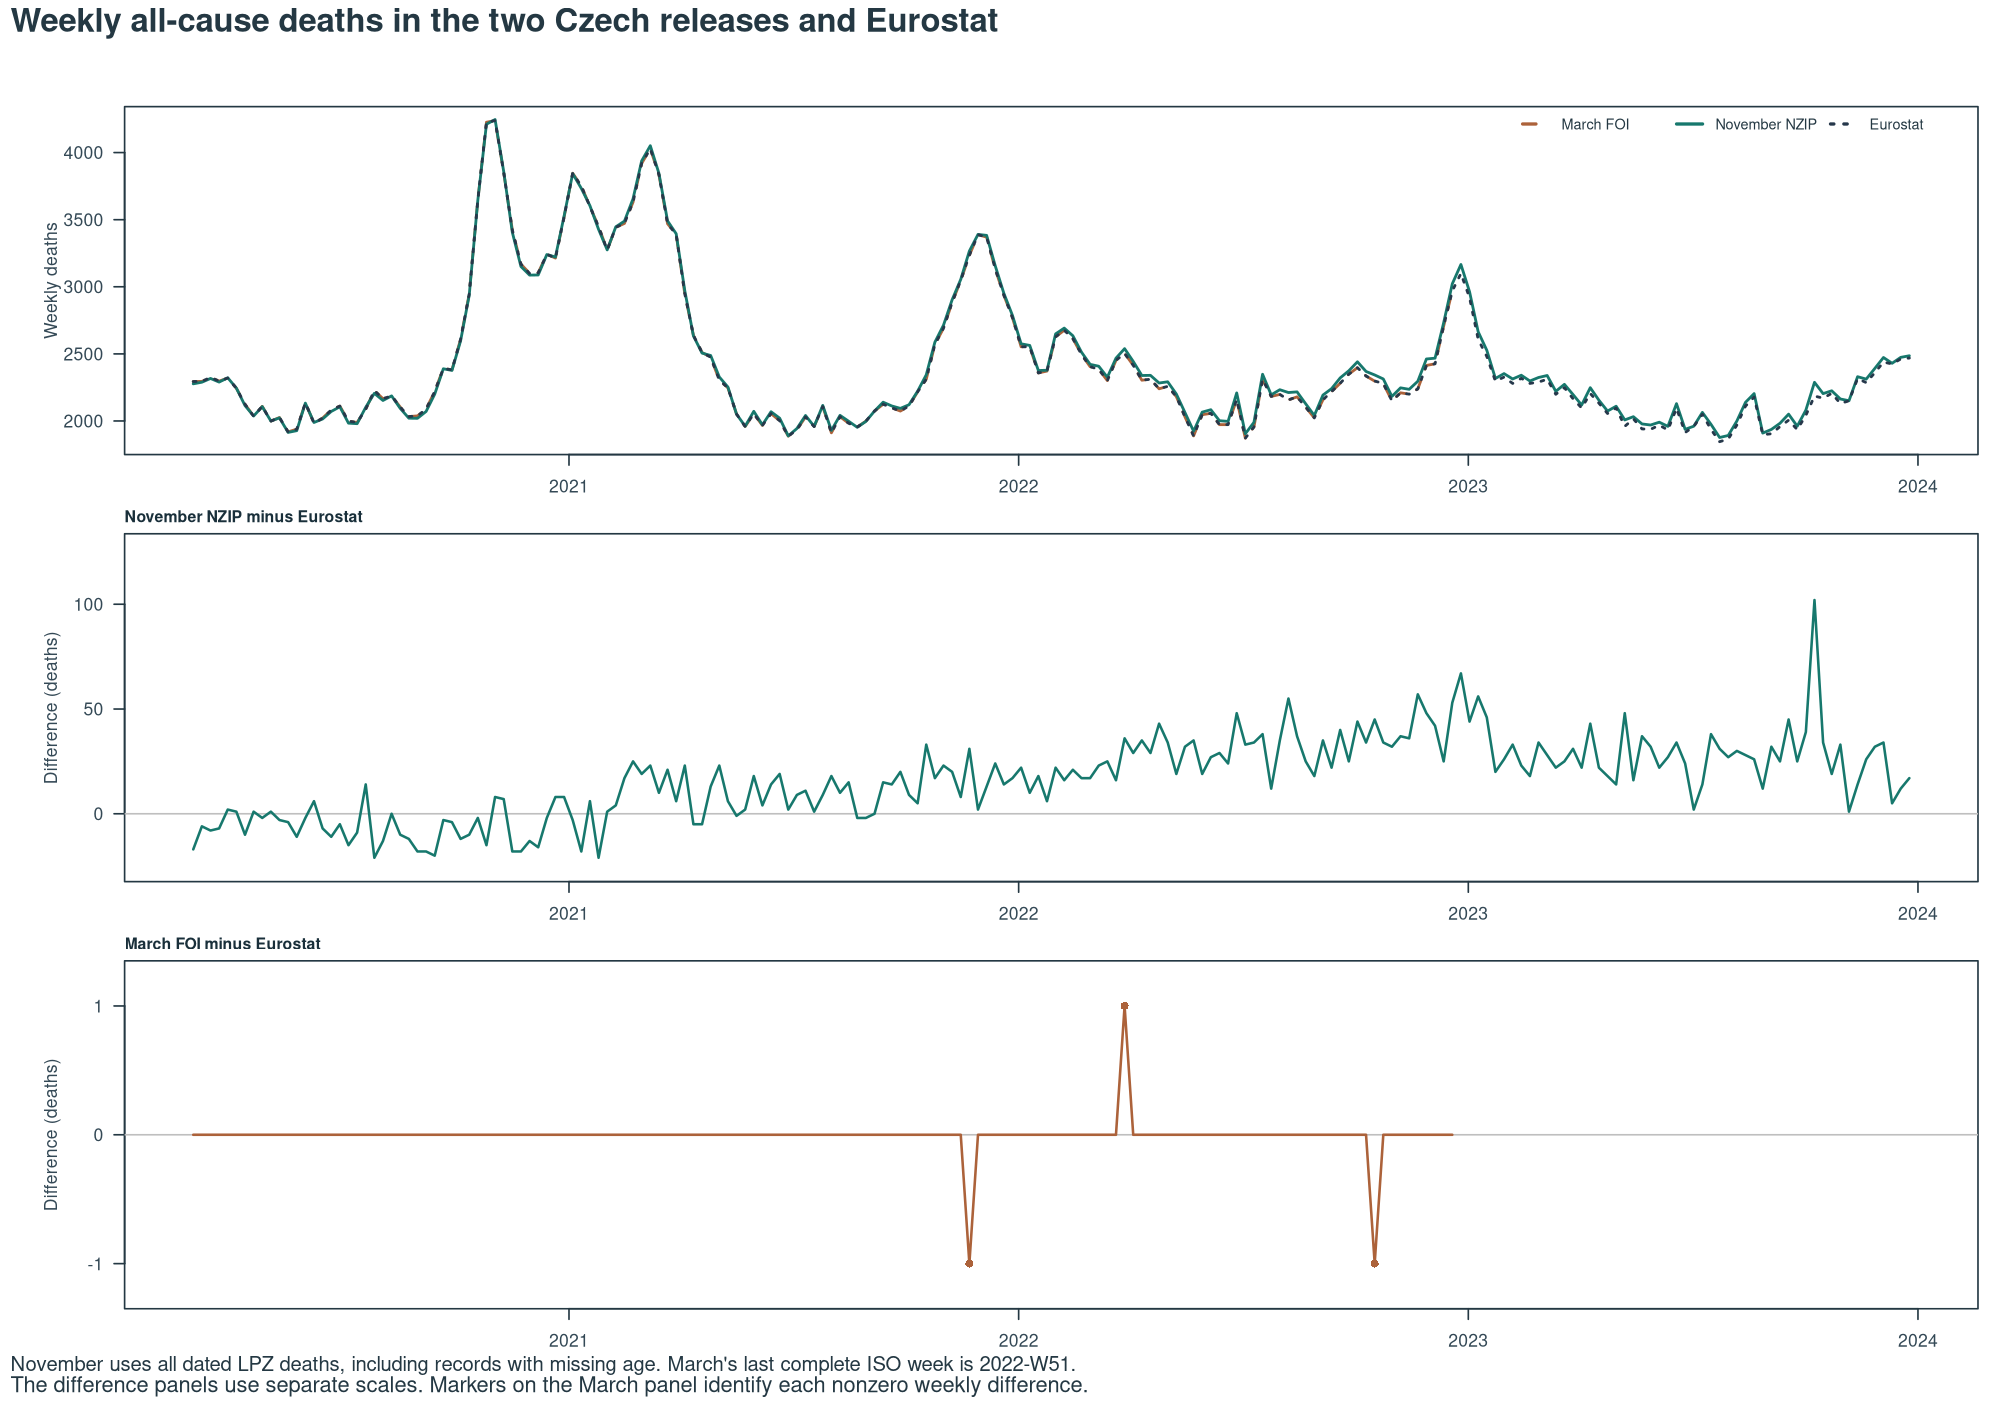 Weekly all-cause deaths in the two Czech releases and Eurostat
March FOI
November NZIP
Eurostat
Weekly deaths
4000
3500
3000
2500
2000
2021
2022
2023
2024
November NZIP minus Eurostat
Difference (deaths)
100
50
0
2021
2022
2023
2024
March FOI minus Eurostat
Difference (deaths)
1
0
-1
2021
2022
2023
2024
November uses all dated LPZ deaths, including records with missing age. March's last complete ISO week is 2022-W51.
The difference panels use separate scales. Markers on the March panel identify each nonzero weekly difference.